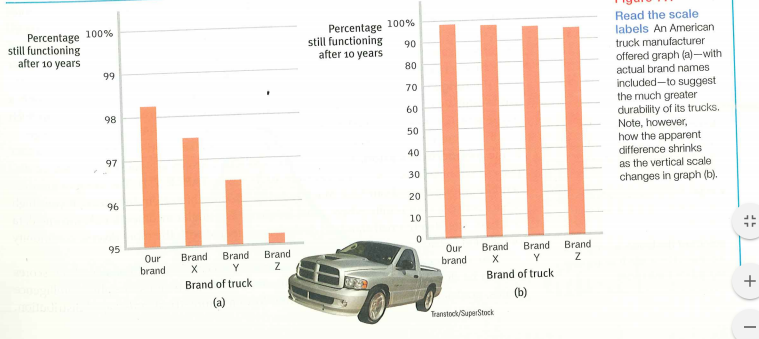 Percentage
still functioning
after 10 years
100%
99
98
97
96
95
Our
brand
Brand
X
Brand
Y
Brand
Z
Brand of truck
(a)
Percentage
still functioning
after 10 years
100%
90
80
70
60
50
40
30
20
10
0
Our
brand
Brand
X
Brand
Y
Brand
Z
Brand of truck
(b)
Transtock/SuperStock
Read the scale
labels An American
truck manufacturer
offered graph (a)—with
actual brand names
included—to suggest
the much greater
durability of its trucks.
Note, however,
how the apparent
difference shrinks
as the vertical scale
changes in graph (b).